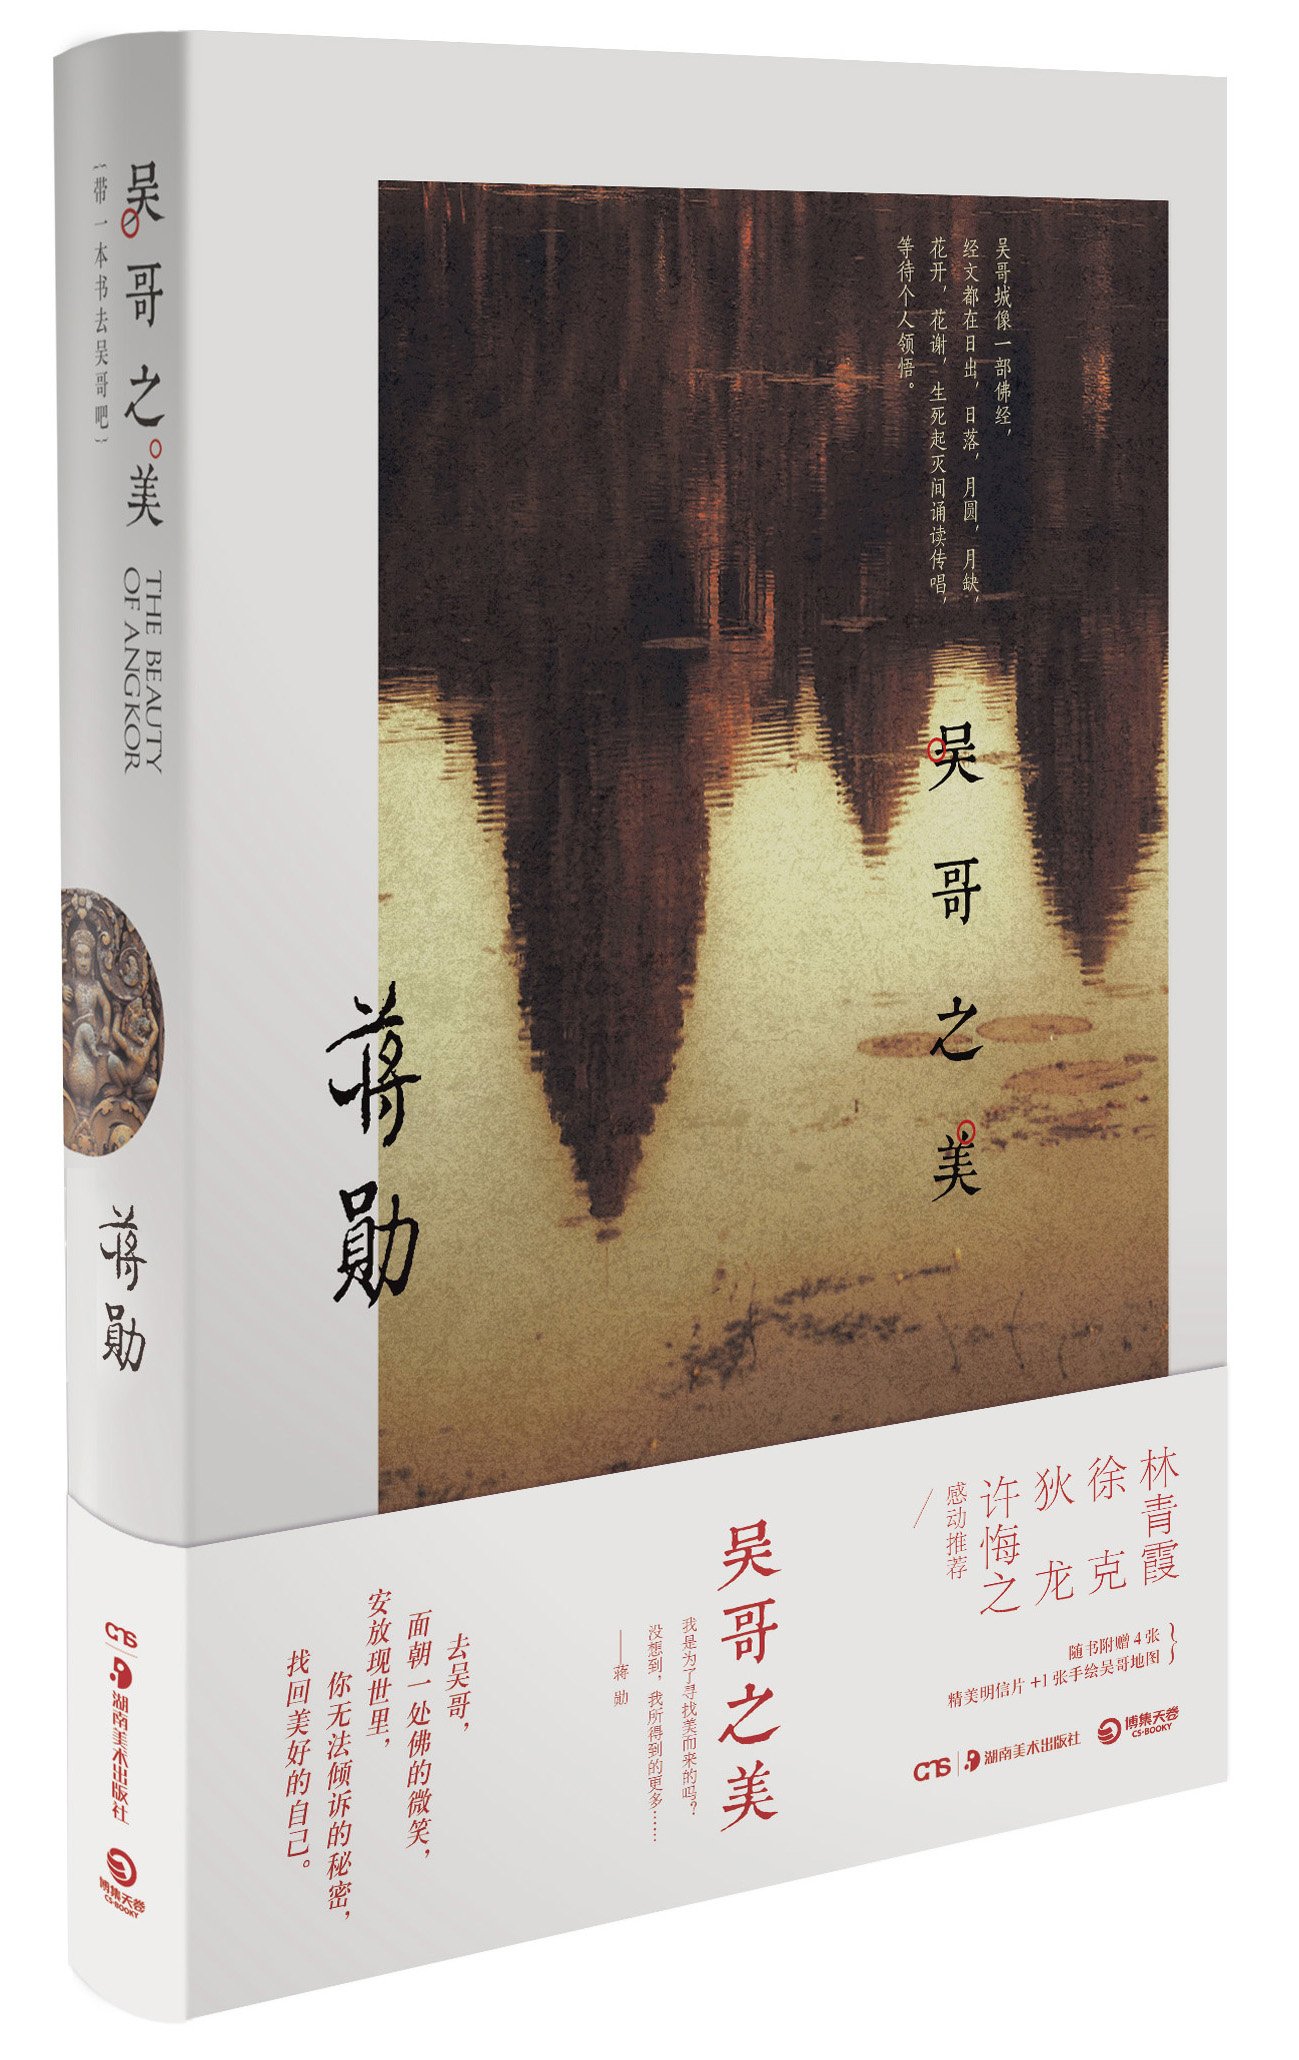 吴哥之美
{带一本书去吴哥吧}
THE BEAUTY
OF ANGKOR
蒋勋
CNS
湖南美术出版社
博集天卷
CS-BOOKY
吴哥城像一部佛经，
经文都在日出，日落，月圆，月缺，
花开，花谢，生死起灭间诵读传唱，
等待个人领悟。
吴哥之美
蒋勋
林青霞
徐克
狄龙
许悔之
感动推荐
随书附赠4张
精美明信片+1张手绘吴哥地图}
CNS
湖南美术出版社
博集天卷
CS-BOOKY
吴哥之美
我是为了寻找美而来的吗？
没想到，我所得到的更多……
——蒋勋
去吴哥，
面朝一处佛的微笑，
安放现世里，
你无法倾诉的秘密，
找回美好的自己。